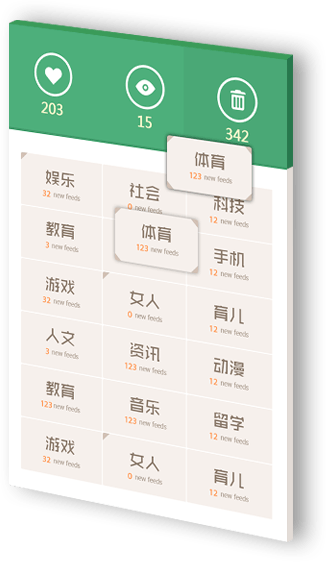 203
15
342
体育
123 new feeds
娱乐
32 new feeds
社会
0 new feeds
科技
12 new feeds
教育
3 new feeds
体育
123 new feeds
手机
12 new feeds
游戏
32 new feeds
女人
0 new feeds
育儿
12 new feeds
人文
3 new feeds
资讯
123 new feeds
动漫
12 new feeds
教育
123 new feeds
音乐
123 new feeds
留学
12 new feeds
游戏
32 new feeds
女人
0 new feeds
育儿
12 new feeds